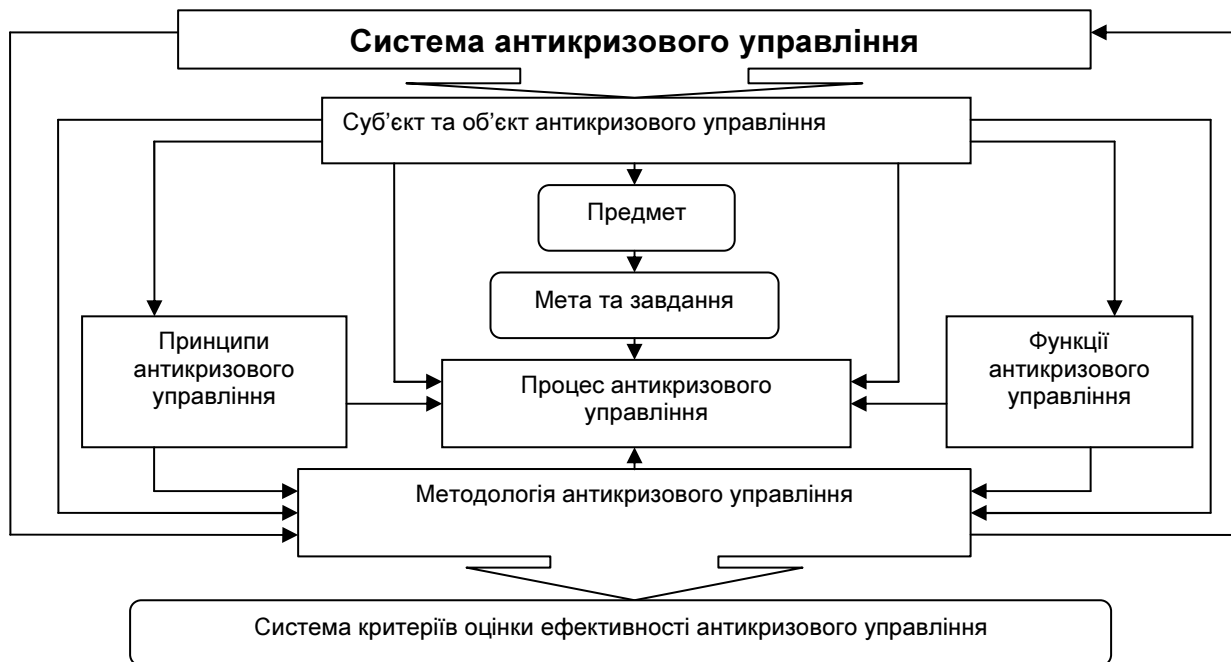 Система антикризового управління
Суб’єкт та об’єкт антикризового управління
Предмет
Мета та завдання
Принципи
антикризового
управління
Процес антикризового
управління
Функції
антикризового
управління
Методологія антикризового управління
Система критеріїв оцінки ефективності антикризового управління